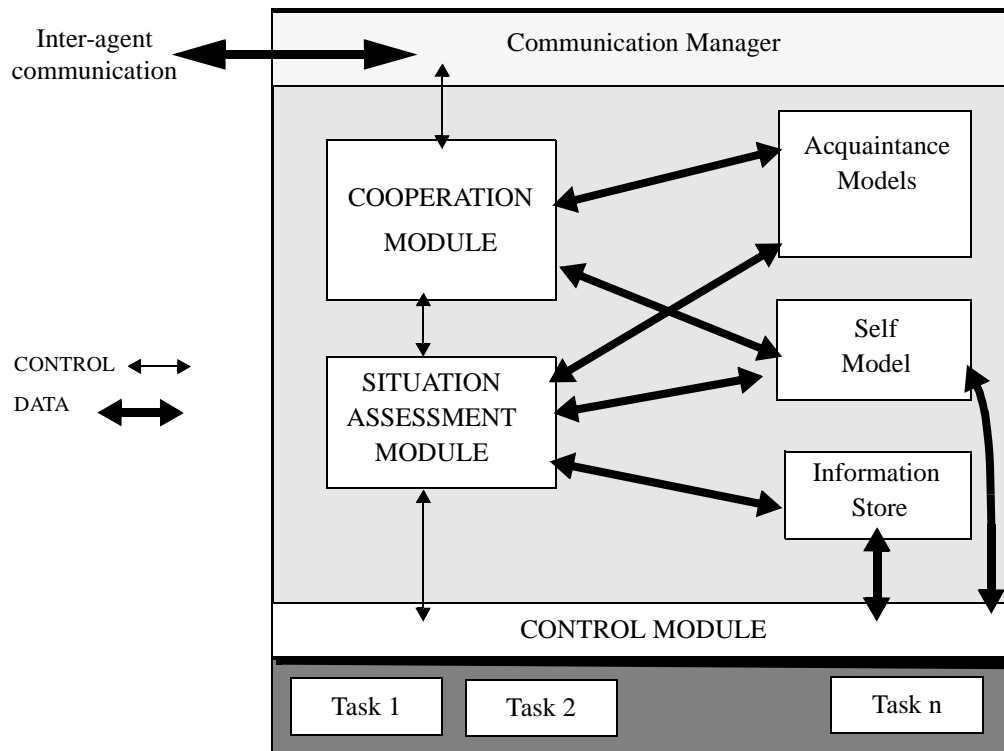 Inter-agent
communication
Communication Manager
COOPERATION
MODULE
Acquaintance
Models
Self
Model
CONTROL
DATA
SITUATION
ASSESSMENT
MODULE
Information
Store
CONTROL MODULE
Task 1
Task 2
Task n